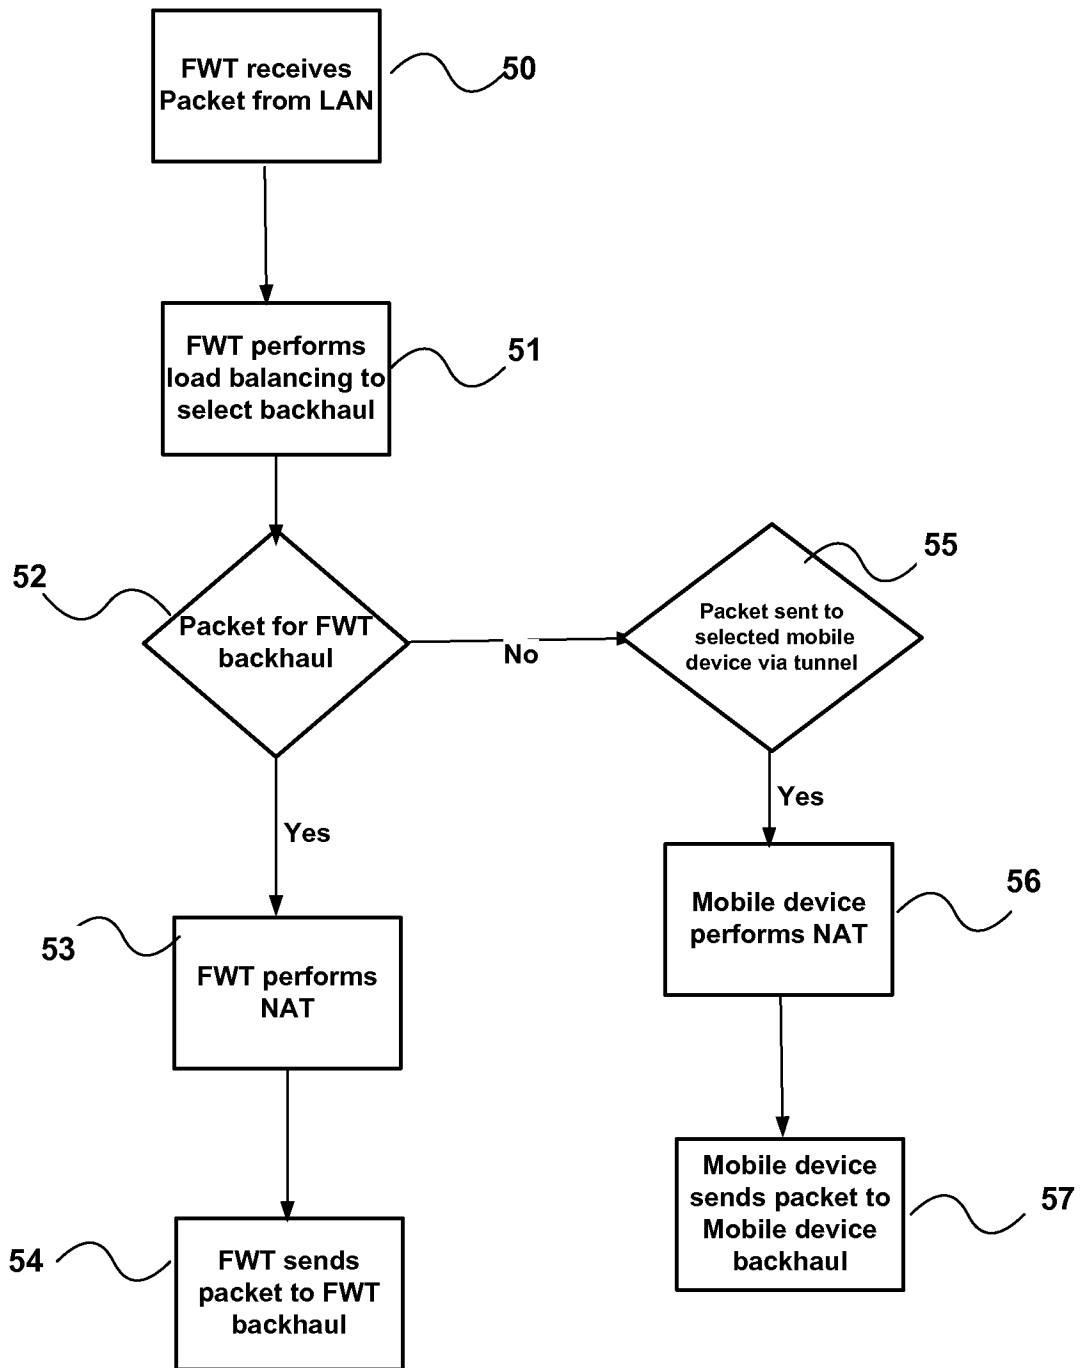 FWT receives
Packet from LAN
50
FWT performs
load balancing to
select backhaul
51
52
Packet for FWT
backhaul
No
55
Packet sent to
selected mobile
device via tunnel
Yes
Yes
53
FWT performs
NAT
56
Mobile device
performs NAT
54
FWT sends
packet to FWT
backhaul
57
Mobile device
sends packet to
Mobile device
backhaul